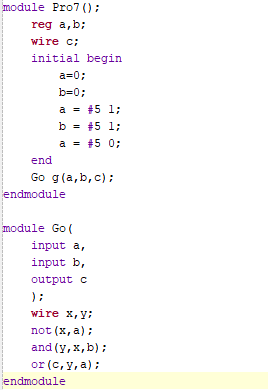 module Pro7();
reg a,b;
wire c;
initial begin
a=0;
b=0;
a = #5 1;
b = #5 1;
a = #5 0;
end
Go g(a,b,c);
endmodule
module Go(
input a,
input b,
output c
);
wire x,y;
not(x,a);
and(y,x,b);
or(c,y,a);
endmodule